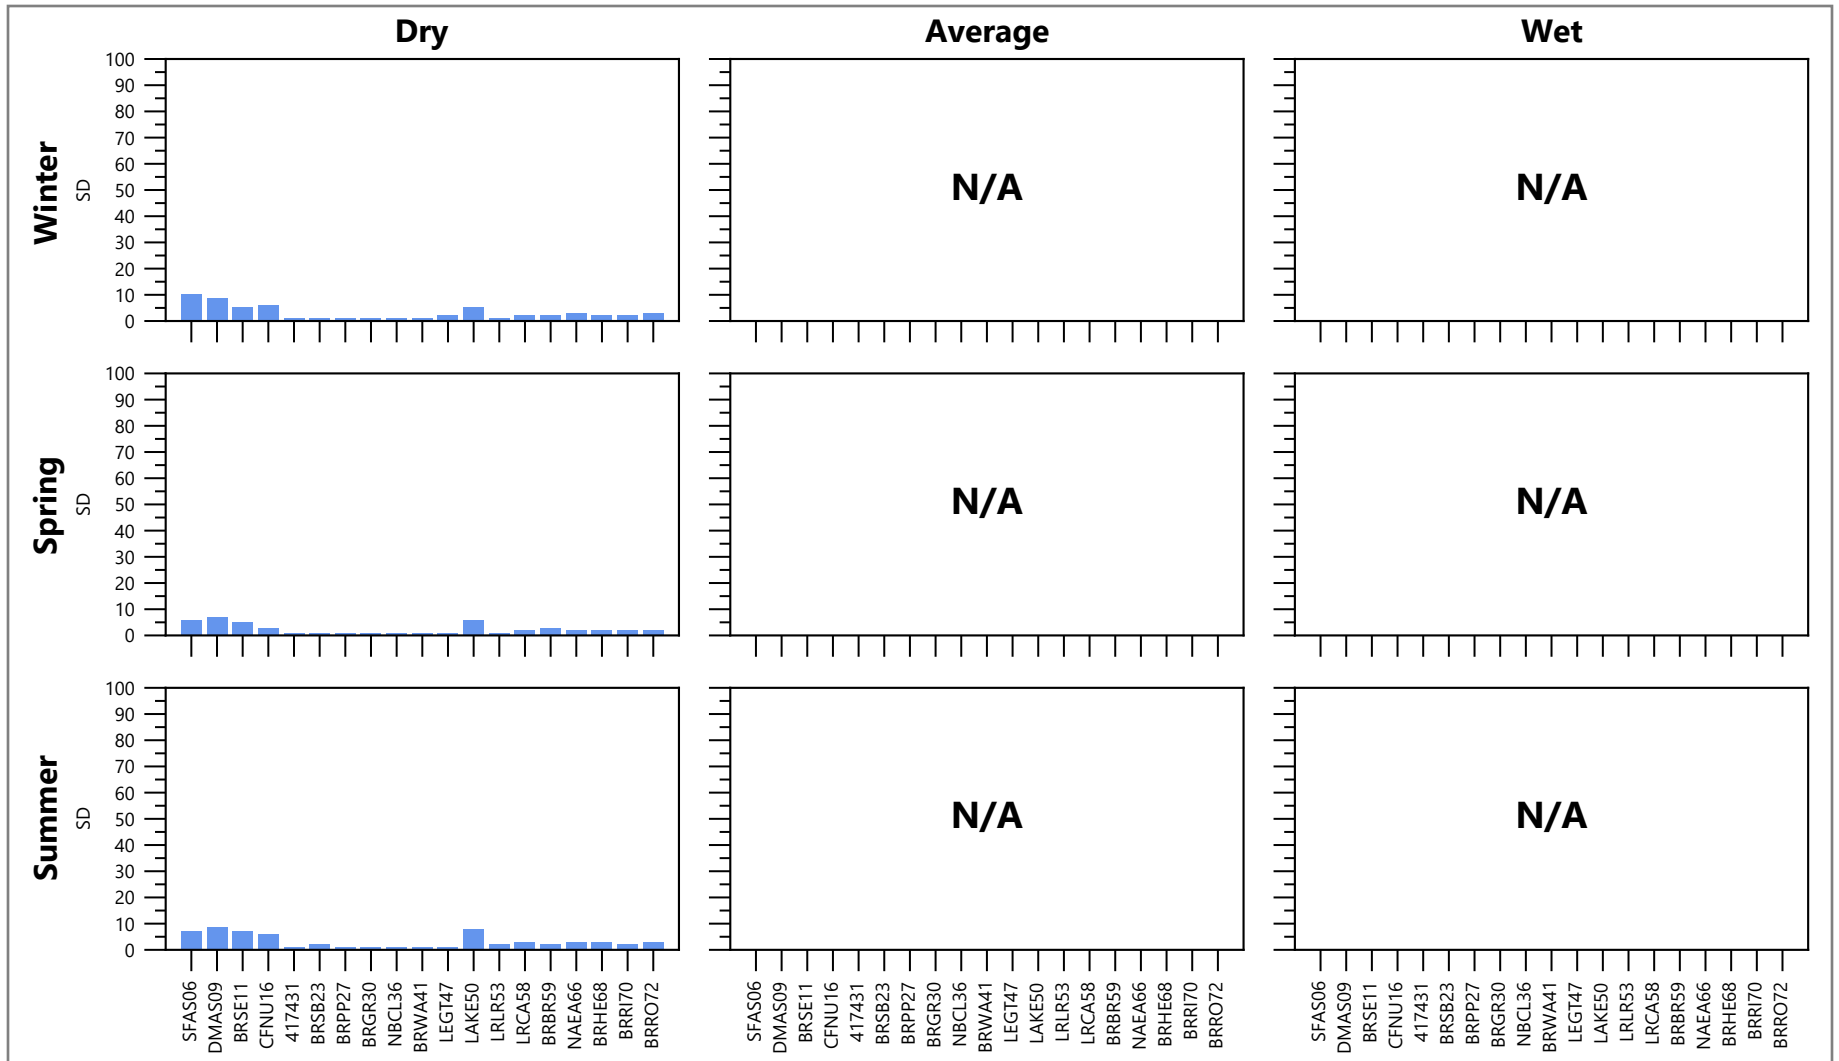 Dry Average Wet
Winter
SD
100
90
80
70
60
50
40
30
20
10
0
N/A
N/A
Spring
SD
100
90
80
70
60
50
40
30
20
10
0
N/A
N/A
Summer
SD
100
90
80
70
60
50
40
30
20
10
0
N/A
N/A
SFAS06
DMAS09
BRSE11
CFNU16
417431
BRSB23
BRPP27
BRGR30
NBCL36
BRWA41
LEGT47
LAKE50
LRLR53
LRCA58
BRBR59
NAEA66
BRHE68
BRRI70
BRRO72
SFAS06
DMAS09
BRSE11
CFNU16
417431
BRSB23
BRPP27
BRGR30
NBCL36
BRWA41
LEGT47
LAKE50
LRLR53
LRCA58
BRBR59
NAEA66
BRHE68
BRRI70
BRRO72
SFAS06
DMAS09
BRSE11
CFNU16
417431
BRSB23
BRPP27
BRGR30
NBCL36
BRWA41
LEGT47
LAKE50
LRLR53
LRCA58
BRBR59
NAEA66
BRHE68
BRRI70
BRRO72